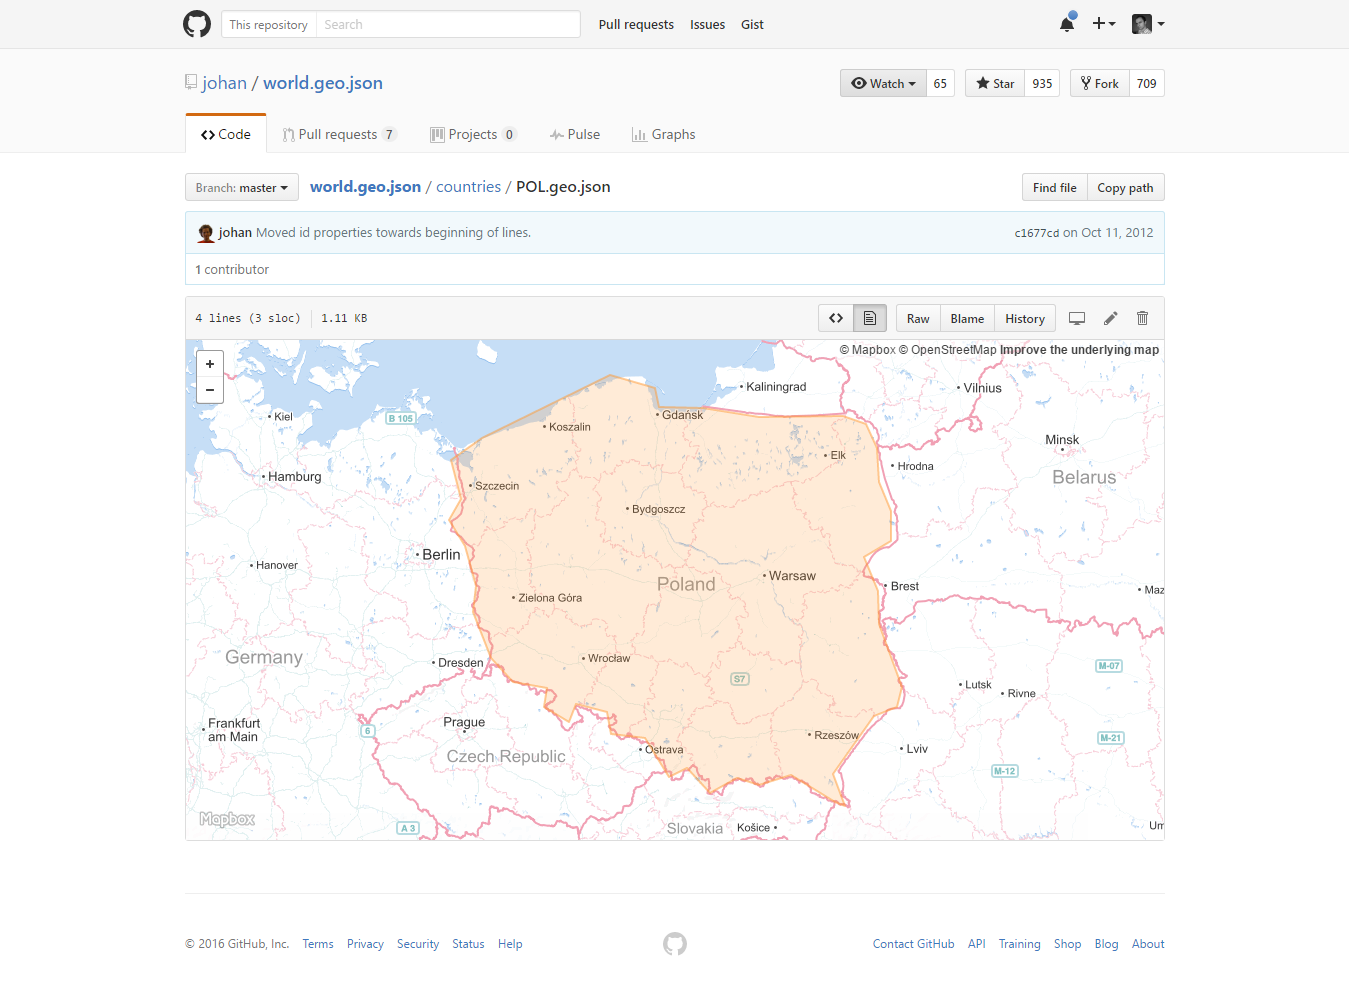 This repository Search Pull requests Issues Gist
johan / world.geo.json
Watch 65 Star 935 Fork 709
Code Pull requests 7 Projects 0 Pulse Graphs
Branch: master world.geo.json / countries / POL.geo.json Find file Copy path
johan Moved id properties towards beginning of lines. c1677cd on Oct 11, 2012
1 contributor
4 lines (3 sloc) 1.11 KB Raw Blame History
+
−
© Mapbox © OpenStreetMap Improve the underlying map
Kaliningrad
Vilnius
Kiel
B 105
Gdańsk
Koszalin
Minsk
Elk
Hrodna
Hamburg
Belarus
Szczecin
Bydgoszcz
Berlin
Hanover
Warsaw
Poland
Brest
Maz
Zielona Góra
Germany
Wrocław
Dresden
M-07
S7
Lutsk
Rivne
Frankfurt
am Main
Prague
6
Rzeszów
M-21
Ostrava
Lviv
Czech Republic
M-12
Mapbox
A 3
Slovakia
Košice
Um
© 2016 GitHub, Inc. Terms Privacy Security Status Help Contact GitHub API Training Shop Blog About